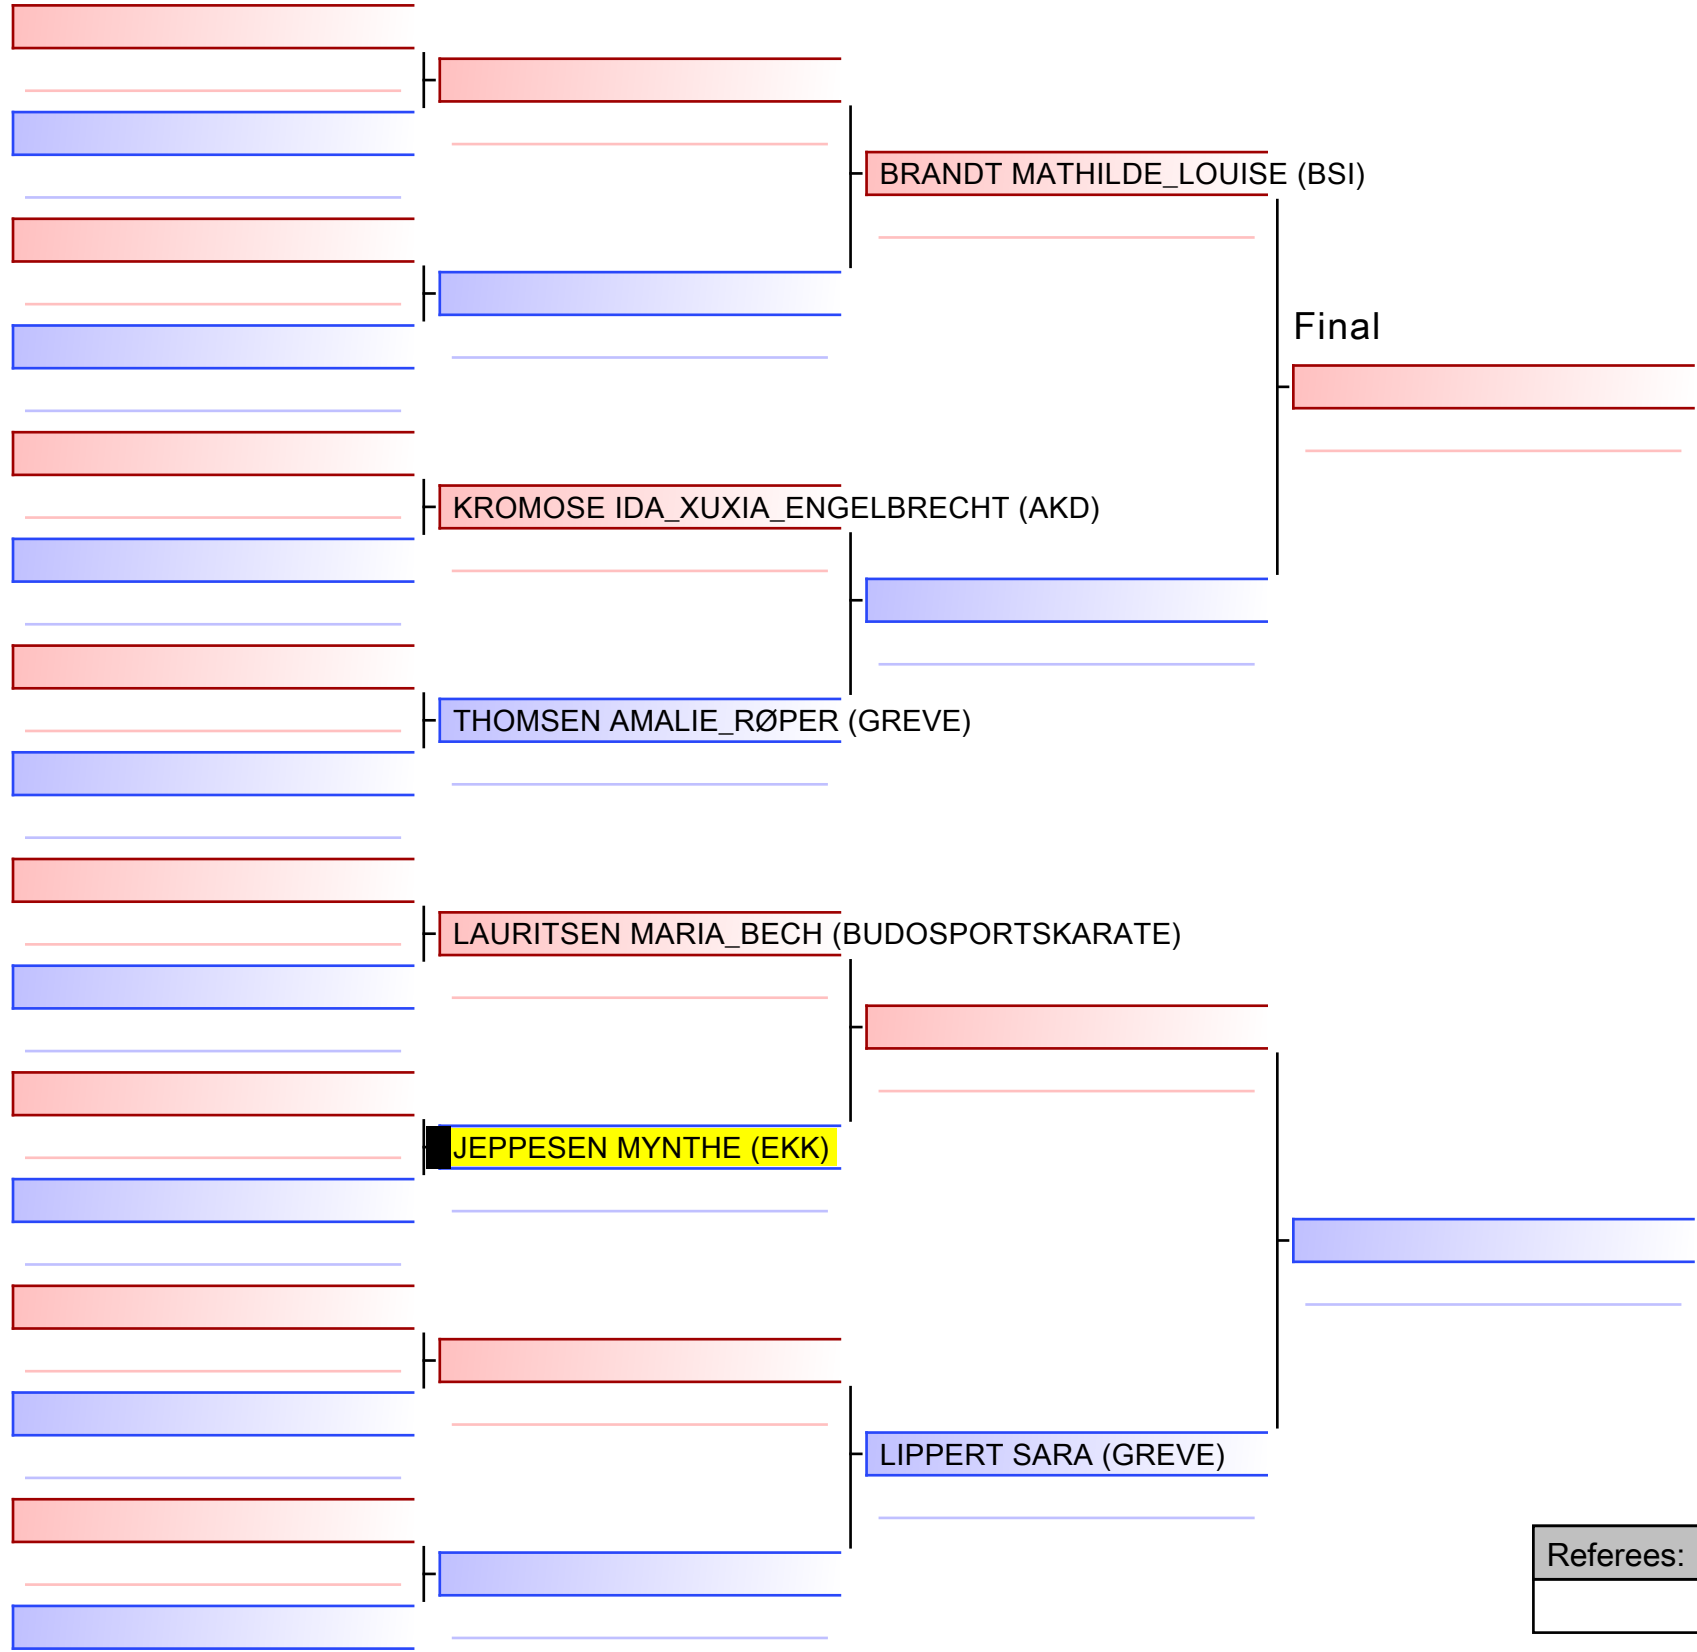 BRANDT MATHILDE_LOUISE (BSI)
Final
KROMOSE IDA_XUXIA_ENGELBRECHT (AKD)
THOMSEN AMALIE_RØPER (GREVE)
LAURITSEN MARIA_BECH (BUDOSPORTSKARATE)
JEPPESEN MYNTHE (EKK)
LIPPERT SARA (GREVE)
Referees: